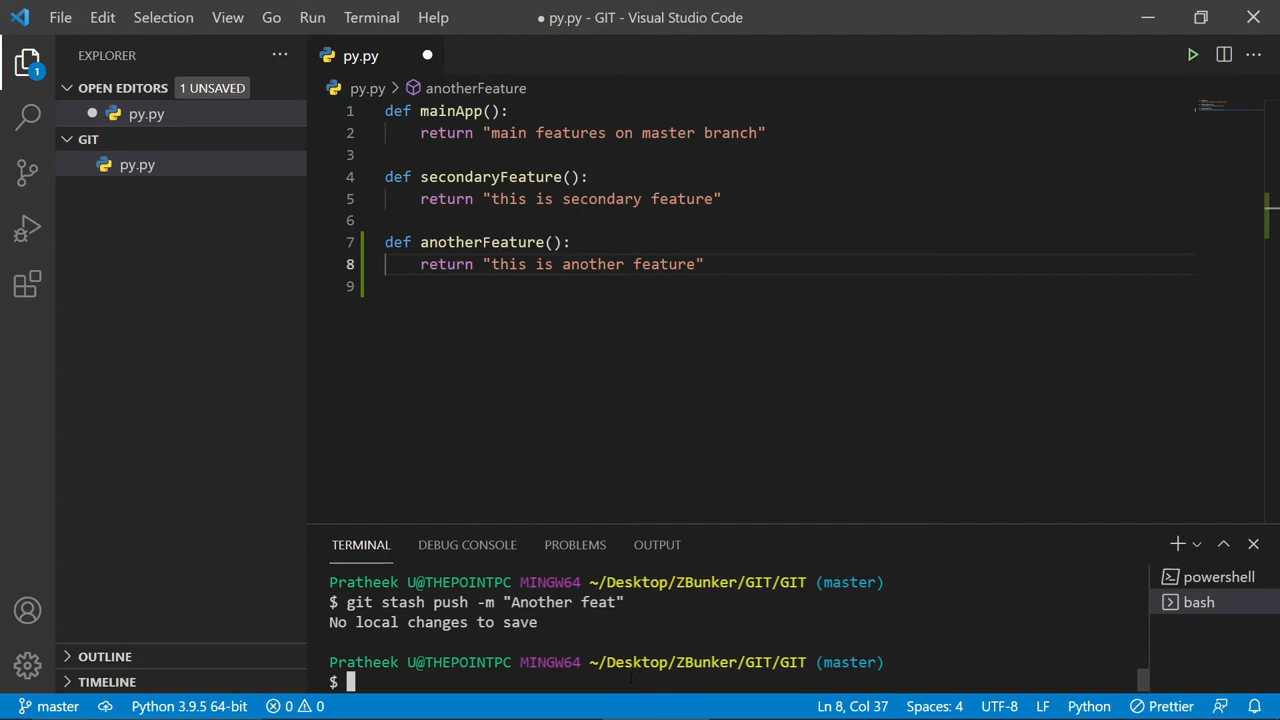 File Edit Selection View Go Run Terminal Help ● py.py - GIT - Visual Studio Code
1
EXPLORER ···
OPEN EDITORS 1 UNSAVED
py.py
GIT
py.py
OUTLINE
TIMELINE
py.py
py.py > anotherFeature
1 def mainApp():
2 return "main features on master branch"
3
4 def secondaryFeature():
5 return "this is secondary feature"
6
7 def anotherFeature():
8 return "this is another feature"
9
TERMINAL DEBUG CONSOLE PROBLEMS OUTPUT
Pratheek U@THEPOINTPC MINGW64 ~/Desktop/ZBunker/GIT/GIT (master)
$ git stash push -m "Another feat"
No local changes to save
Pratheek U@THEPOINTPC MINGW64 ~/Desktop/ZBunker/GIT/GIT (master)
$
powershell
bash
master Python 3.9.5 64-bit 0 0 Ln 8, Col 37 Spaces: 4 UTF-8 LF Python Prettier